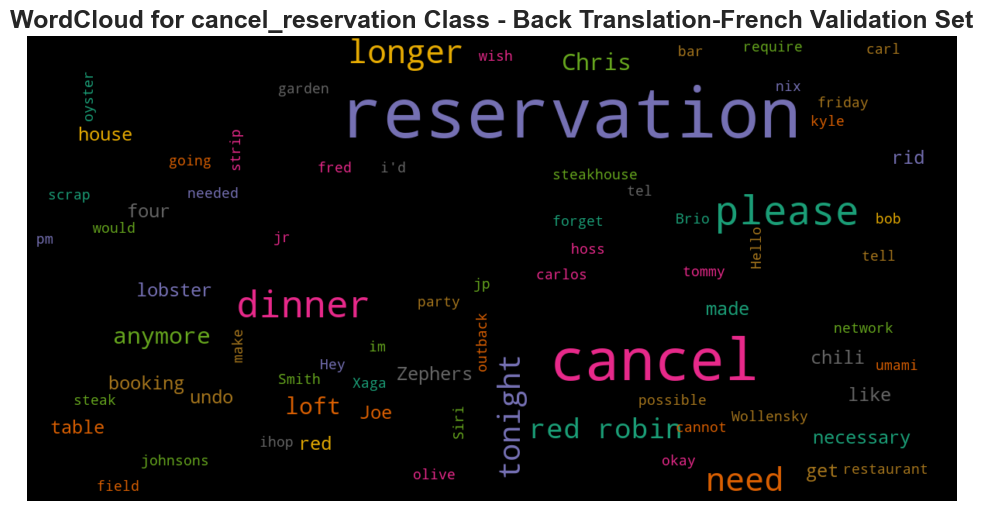 WordCloud for cancel_reservation Class - Back Translation-French Validation Set
longer
wish
Chris
bar
require
carl
oyster
garden
reservation
nix
friday
kyle
house
strip
going
fred
i'd
rid
steakhouse
tel
scrap
needed
four
would
pm
forget
Brio
please
bob
jr
hoss
Hello
tell
carlos
tommy
lobster
dinner
jp
party
made
anymore
make
outback
network
im
Hey
cancel
chili
umami
booking
Smith
Xaga
Zephers
tonight
like
steak
undo
loft
Joe
Siri
possible
Wollensky
table
ihop
red
red robin
cannot
necessary
johnsons
olive
okay
need
get
restaurant
field